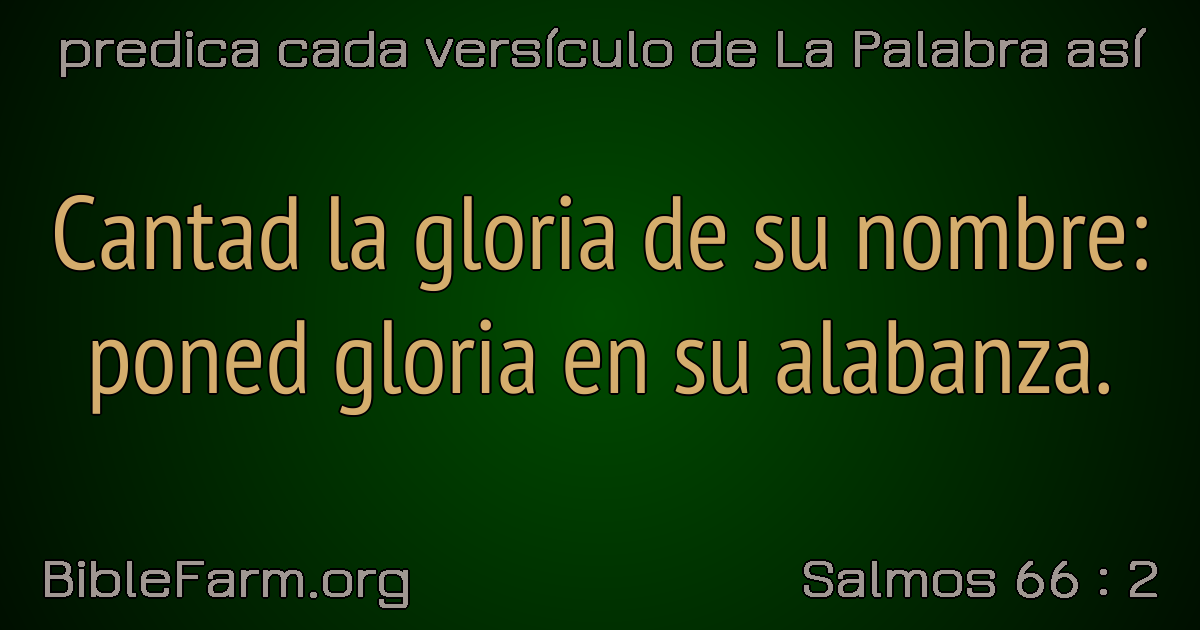 predica cada versículo de La Palabra así
Cantad la gloria de su nombre:
poned gloria en su alabanza.
BibleFarm.org
Salmos 66 : 2